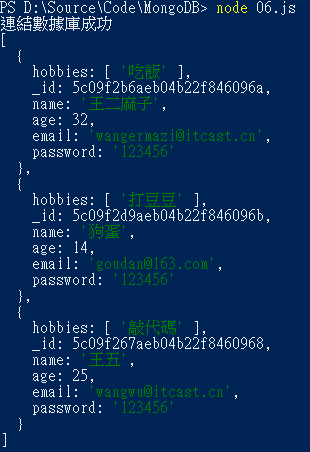 PS D:\Source\Code\MongoDB> node 06.js
連結數據庫成功
[
  {
    hobbies: [ '吃飯' ],
    _id: 5c09f2b6aeb04b22f846096a,
    name: '王二麻子',
    age: 32,
    email: 'wangermazi@itcast.cn',
    password: '123456'
  },
  {
    hobbies: [ '打豆豆' ],
    _id: 5c09f2d9aeb04b22f846096b,
    name: '狗蛋',
    age: 14,
    email: 'goudan@163.com',
    password: '123456'
  },
  {
    hobbies: [ '敲代碼' ],
    _id: 5c09f267aeb04b22f8460968,
    name: '王五',
    age: 25,
    email: 'wangwu@itcast.cn',
    password: '123456'
  }
]